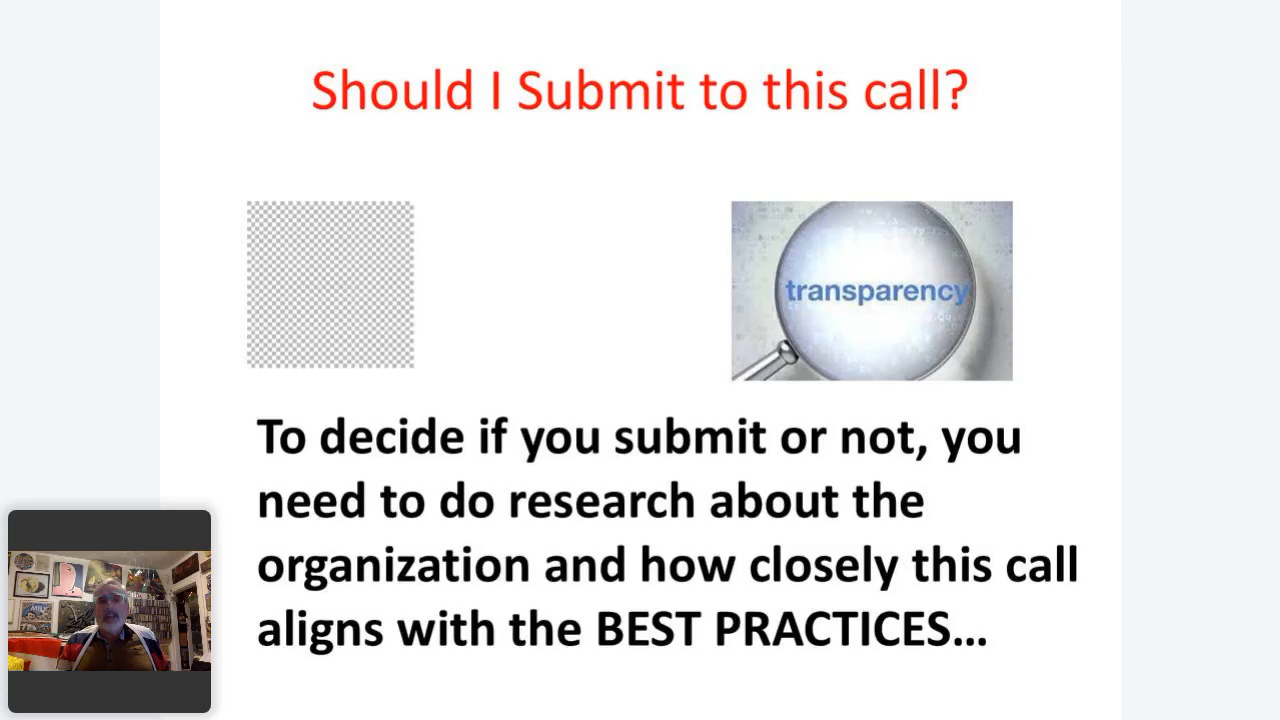 Should I Submit to this call?
transparency
To decide if you submit or not, you
need to do research about the
organization and how closely this call
aligns with the BEST PRACTICES...